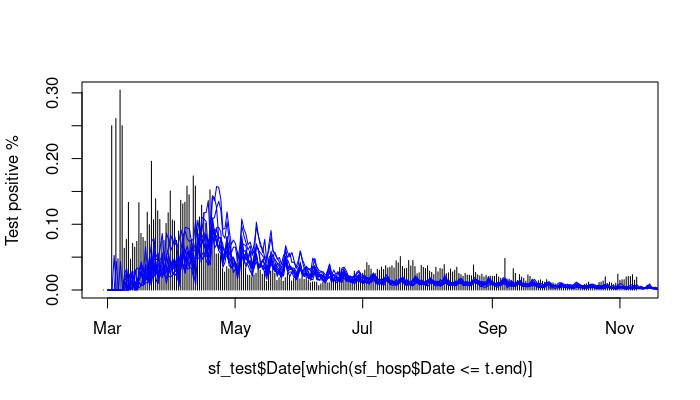 0.30
0.20
0.10
0.00
Test positive %
Mar May Jul Sep Nov
sf_test$Date[which(sf_hosp$Date <= t.end)]